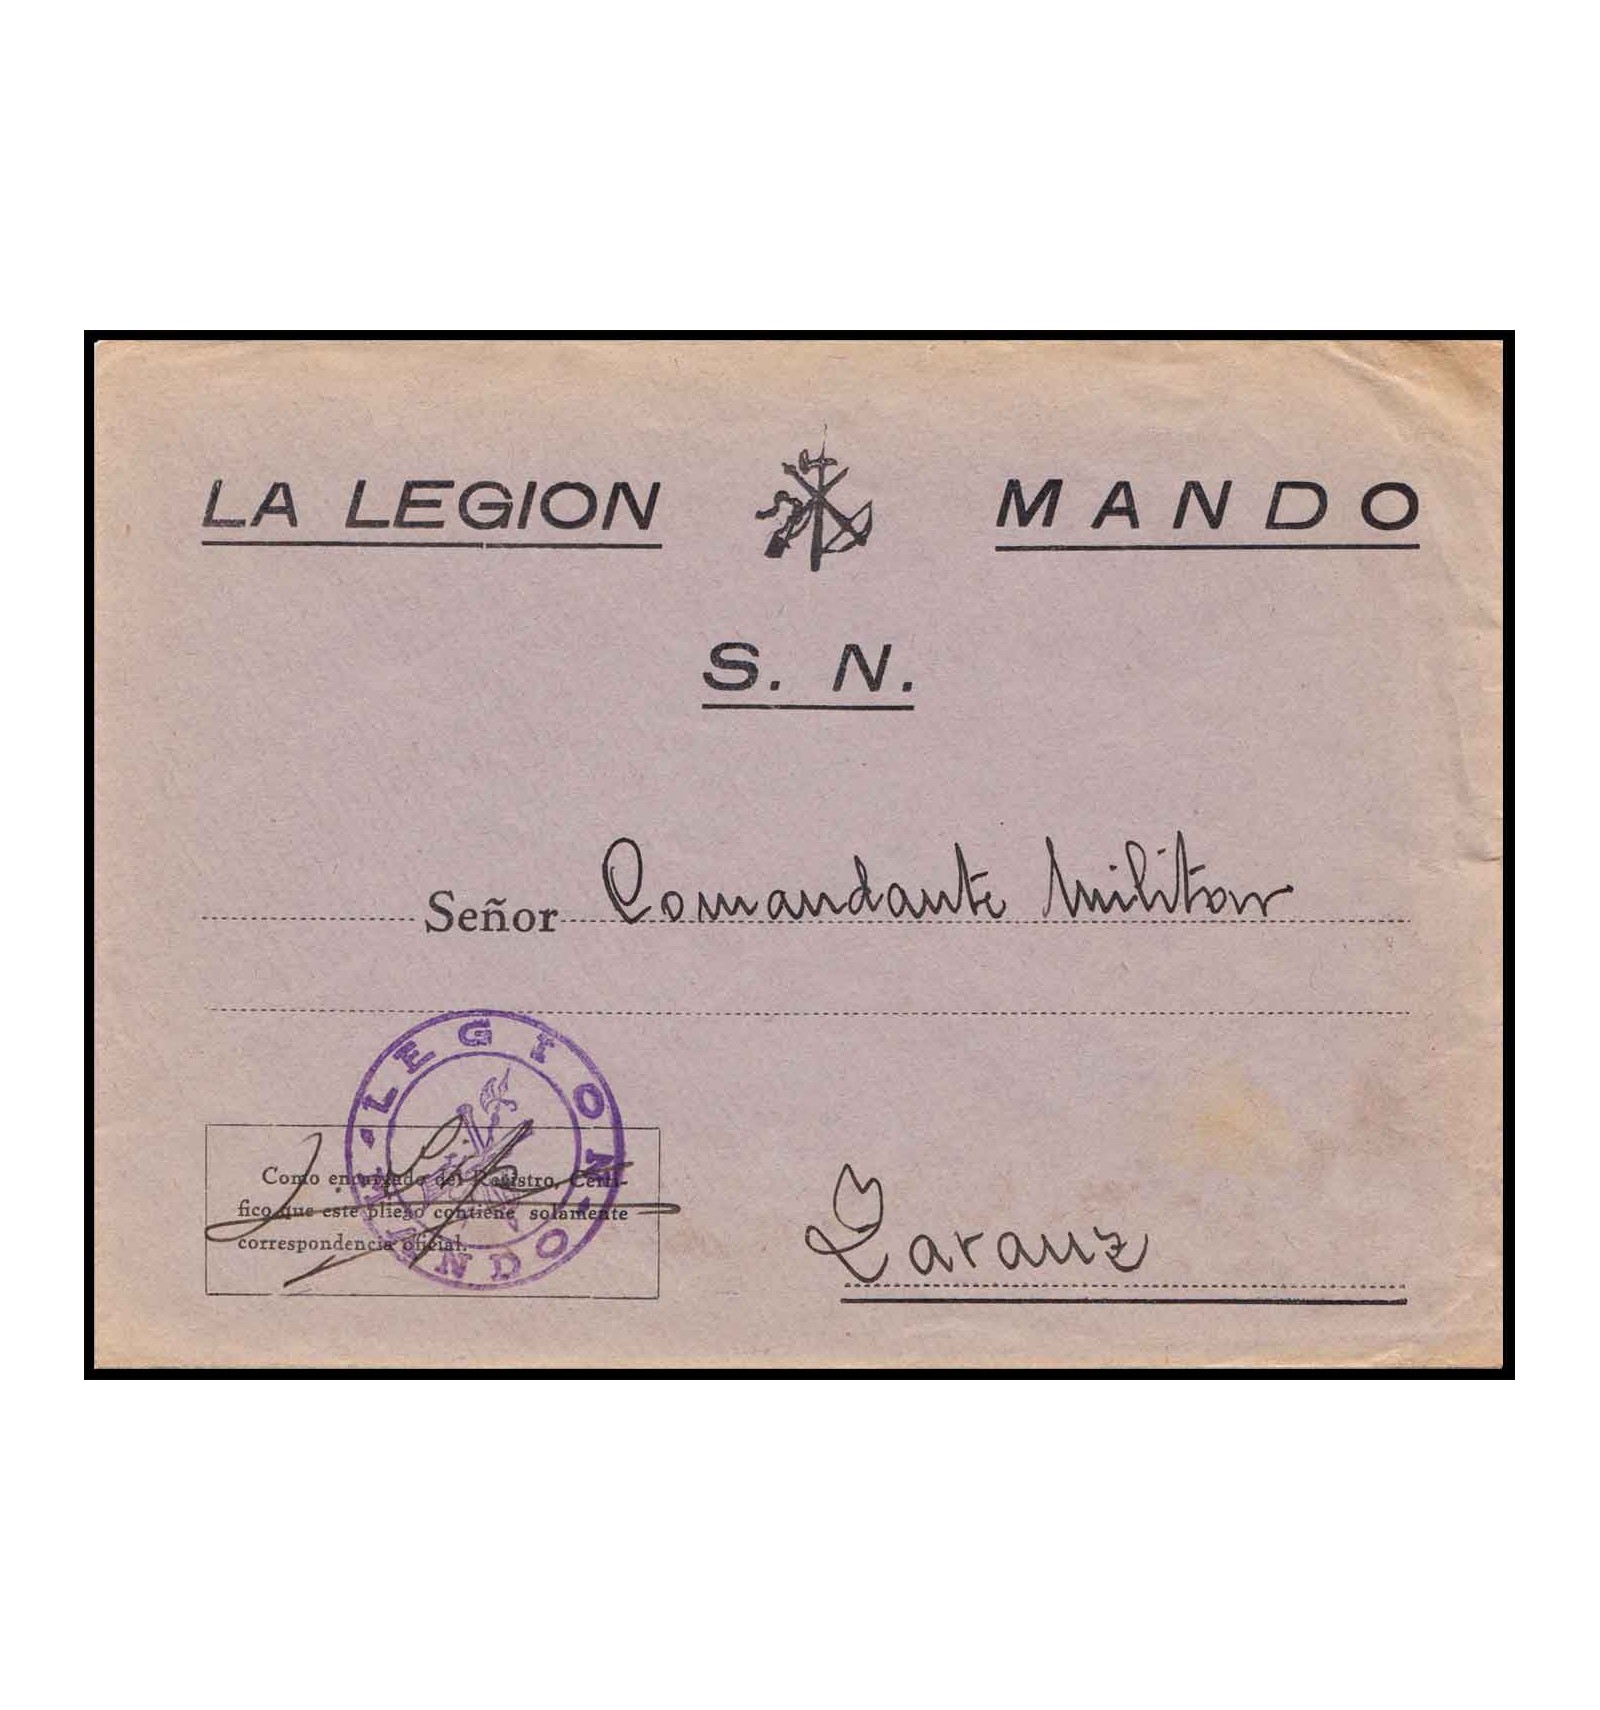 LA LEGION MANDO
S. N.
Señor Comandante Militar
LEGION
MANDO
Como encargado del Registro, Certi-
fico que este pliego contiene solamente
correspondencia oficial.
Zarauz